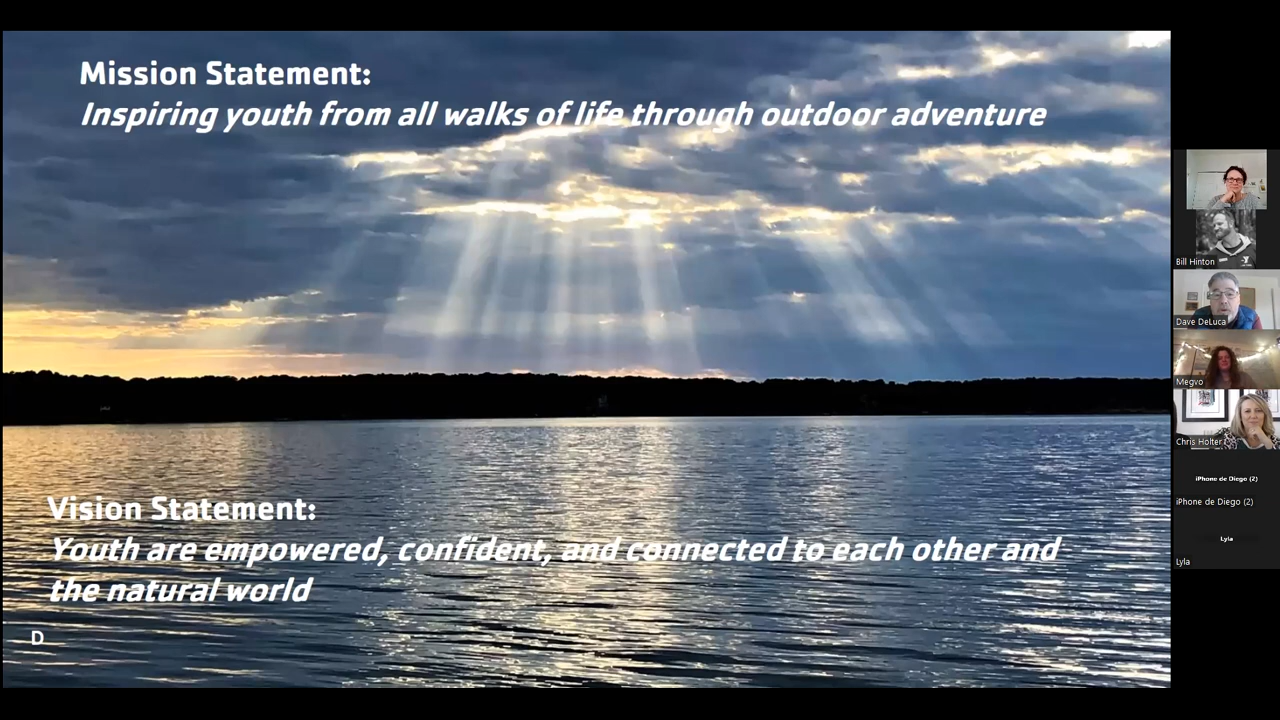 Mission Statement:
Inspiring youth from all walks of life through outdoor adventure
Vision Statement:
Youth are empowered, confident, and connected to each other and
the natural world
D
Bill Hinton
Dave DeLuca
Megvo
Chris Holter
iPhone de Diego (2)
iPhone de Diego (2)
Lyla
Lyla